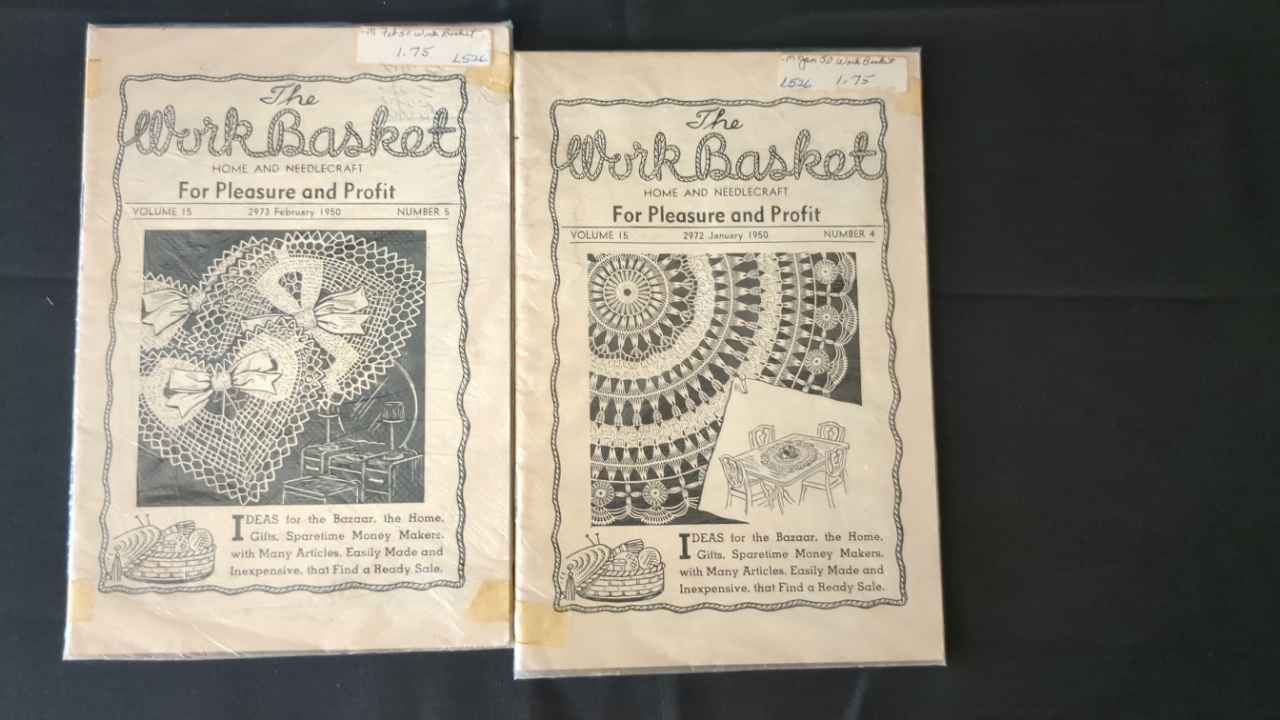 -M Feb 50 Work Basket
1.75 L526
The
Work Basket
HOME AND NEEDLECRAFT
For Pleasure and Profit
VOLUME 15 2973 February 1950 NUMBER 5
IDEAS for the Bazaar, the Home,
Gifts, Sparetime Money Makers,
with Many Articles, Easily Made and
Inexpensive, that Find a Ready Sale.
-M Jan 50 Work Basket
L526 1.75
The
Work Basket
HOME AND NEEDLECRAFT
For Pleasure and Profit
VOLUME 15 2972 January 1950 NUMBER 4
IDEAS for the Bazaar, the Home,
Gifts, Sparetime Money Makers,
with Many Articles, Easily Made and
Inexpensive, that Find a Ready Sale.